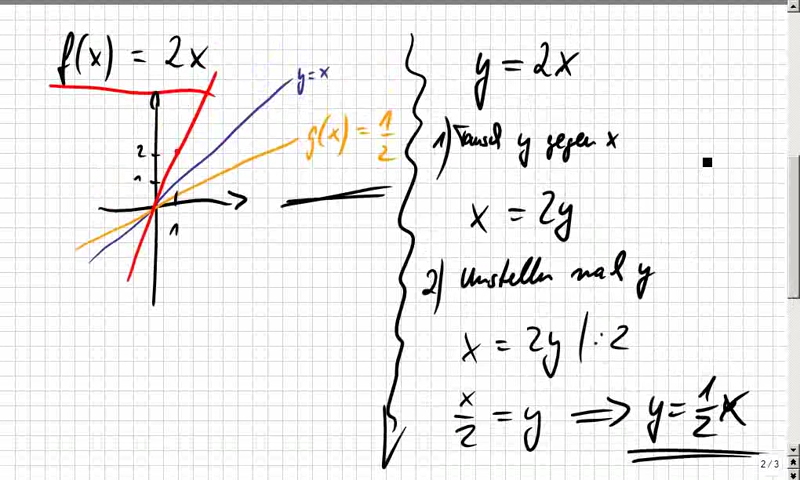 f(x) = 2x
y=x
g(x) = 1/2
2
1
1
y = 2x
1) Tausch y gegen x
x = 2y
2) Umstellen nach y
x = 2y |:2
x/2 = y ⟹ y = 1/2 x
2/3